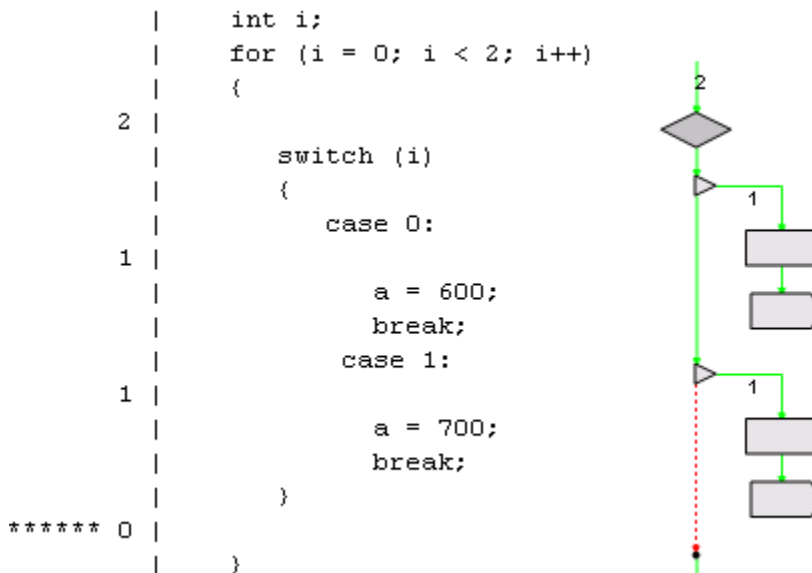 | int i;
| for (i = 0; i < 2; i++)
| {
2 |
| switch (i)
| {
| case 0:
1 |
| a = 600;
| break;
| case 1:
1 |
| a = 700;
| break;
| }
****** 0 |
| }
2
1
1